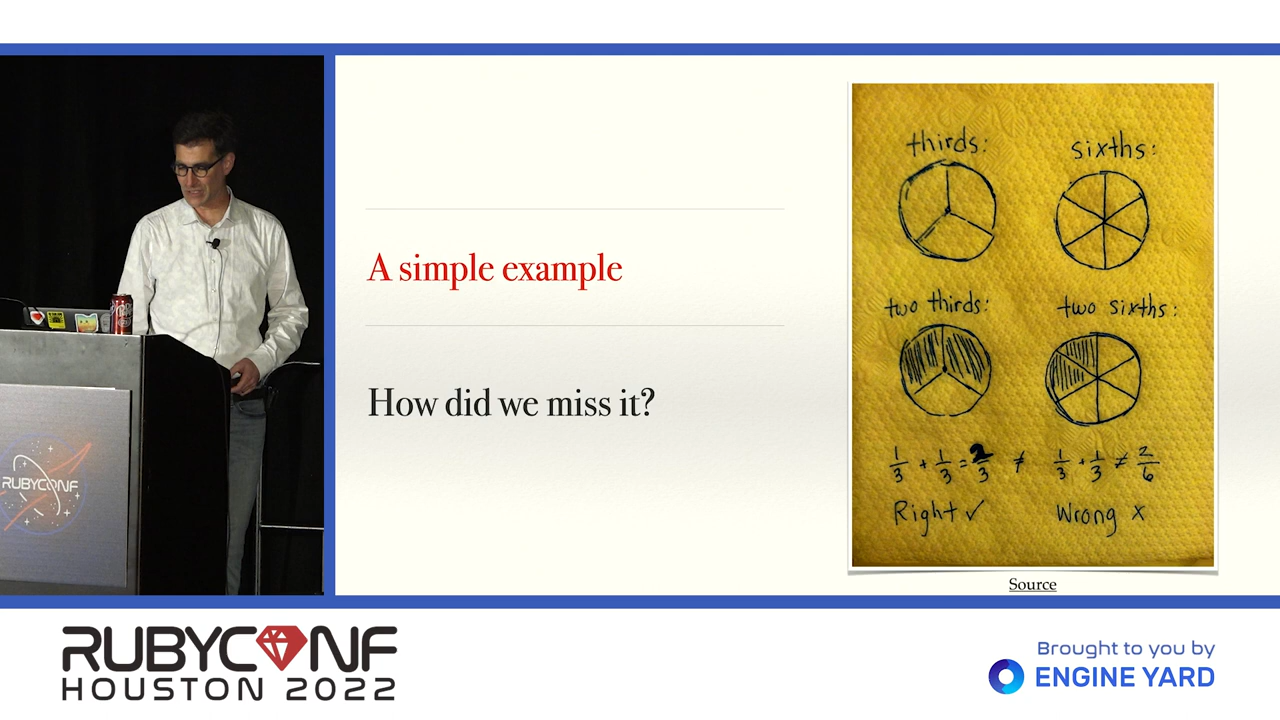 A simple example
How did we miss it?
thirds:
sixths:
two thirds:
two sixths:
1/3 + 1/3 = 2/3 ≠ 1/3 + 1/3 ≠ 2/6
Right ✓
Wrong x
Source
RUBYCONF
RUBYCONF
HOUSTON 2022
Brought to you by
ENGINE YARD